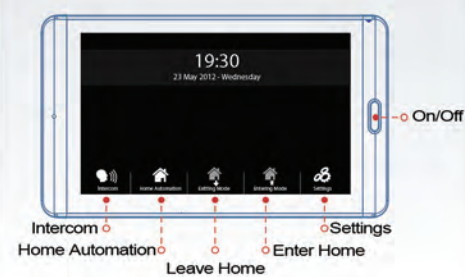 19:30
23 May 2012 - Wednesday
On/Off
Intercom
Home Automation
Exiting Mode
Entering Mode
Settings
Intercom
Settings
Home Automation
Enter Home
Leave Home